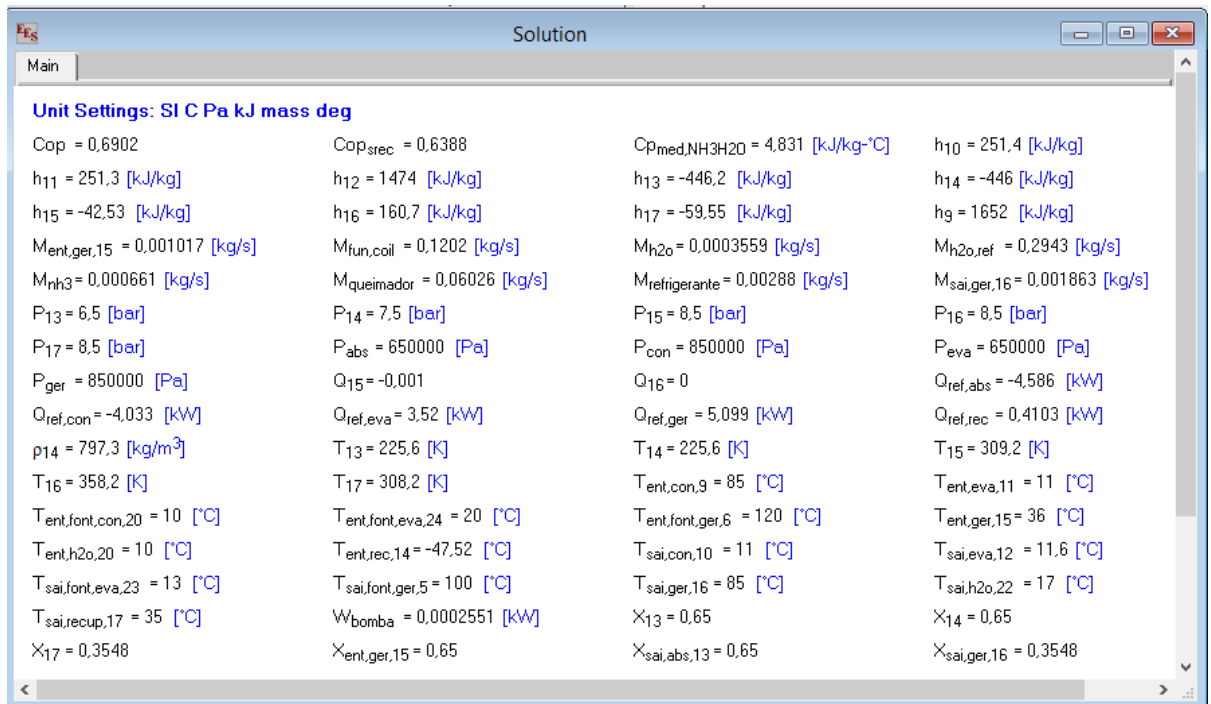 EES Solution
Main
Unit Settings: SI C Pa kJ mass deg
Cop = 0,6902 Cop_srec = 0,6388 Cp_med,NH3H2O = 4,831 [kJ/kg-°C] h_10 = 251,4 [kJ/kg]
h_11 = 251,3 [kJ/kg] h_12 = 1474 [kJ/kg] h_13 = -446,2 [kJ/kg] h_14 = -446 [kJ/kg]
h_15 = -42,53 [kJ/kg] h_16 = 160,7 [kJ/kg] h_17 = -59,55 [kJ/kg] h_9 = 1652 [kJ/kg]
M_ent,ger,15 = 0,001017 [kg/s] M_fun,coil = 0,1202 [kg/s] M_h2o = 0,0003559 [kg/s] M_h2o,ref = 0,2943 [kg/s]
M_nh3 = 0,000661 [kg/s] M_queimador = 0,06026 [kg/s] M_refrigerante = 0,00288 [kg/s] M_sai,ger,16 = 0,001863 [kg/s]
P_13 = 6,5 [bar] P_14 = 7,5 [bar] P_15 = 8,5 [bar] P_16 = 8,5 [bar]
P_17 = 8,5 [bar] P_abs = 650000 [Pa] P_con = 850000 [Pa] P_eva = 650000 [Pa]
P_ger = 850000 [Pa] Q_15 = -0,001 Q_16 = 0 Q_ref,abs = -4,586 [kW]
Q_ref,con = -4,033 [kW] Q_ref,eva = 3,52 [kW] Q_ref,ger = 5,099 [kW] Q_ref,rec = 0,4103 [kW]
ρ_14 = 797,3 [kg/m³] T_13 = 225,6 [K] T_14 = 225,6 [K] T_15 = 309,2 [K]
T_16 = 358,2 [K] T_17 = 308,2 [K] T_ent,con,9 = 85 [°C] T_ent,eva,11 = 11 [°C]
T_ent,font,con,20 = 10 [°C] T_ent,font,eva,24 = 20 [°C] T_ent,font,ger,6 = 120 [°C] T_ent,ger,15 = 36 [°C]
T_ent,h2o,20 = 10 [°C] T_ent,rec,14 = -47,52 [°C] T_sai,con,10 = 11 [°C] T_sai,eva,12 = 11,6 [°C]
T_sai,font,eva,23 = 13 [°C] T_sai,font,ger,5 = 100 [°C] T_sai,ger,16 = 85 [°C] T_sai,h2o,22 = 17 [°C]
T_sai,recup,17 = 35 [°C] W_bomba = 0,0002551 [kW] X_13 = 0,65 X_14 = 0,65
X_17 = 0,3548 X_ent,ger,15 = 0,65 X_sai,abs,13 = 0,65 X_sai,ger,16 = 0,3548